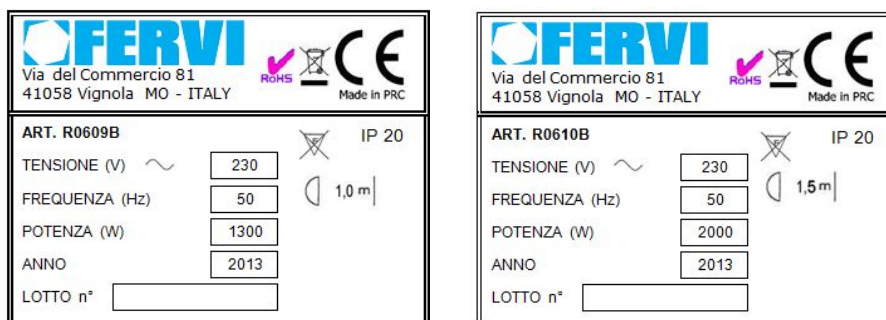 FERVI
Via del Commercio 81
41058 Vignola MO - ITALY
RoHS
CE
Made in PRC
ART. R0609B
IP 20
F
TENSIONE (V) 230
1,0 m
FREQUENZA (Hz) 50
POTENZA (W) 1300
ANNO 2013
LOTTO n°
FERVI
Via del Commercio 81
41058 Vignola MO - ITALY
RoHS
CE
Made in PRC
ART. R0610B
IP 20
F
TENSIONE (V) 230
1,5 m
FREQUENZA (Hz) 50
POTENZA (W) 2000
ANNO 2013
LOTTO n°